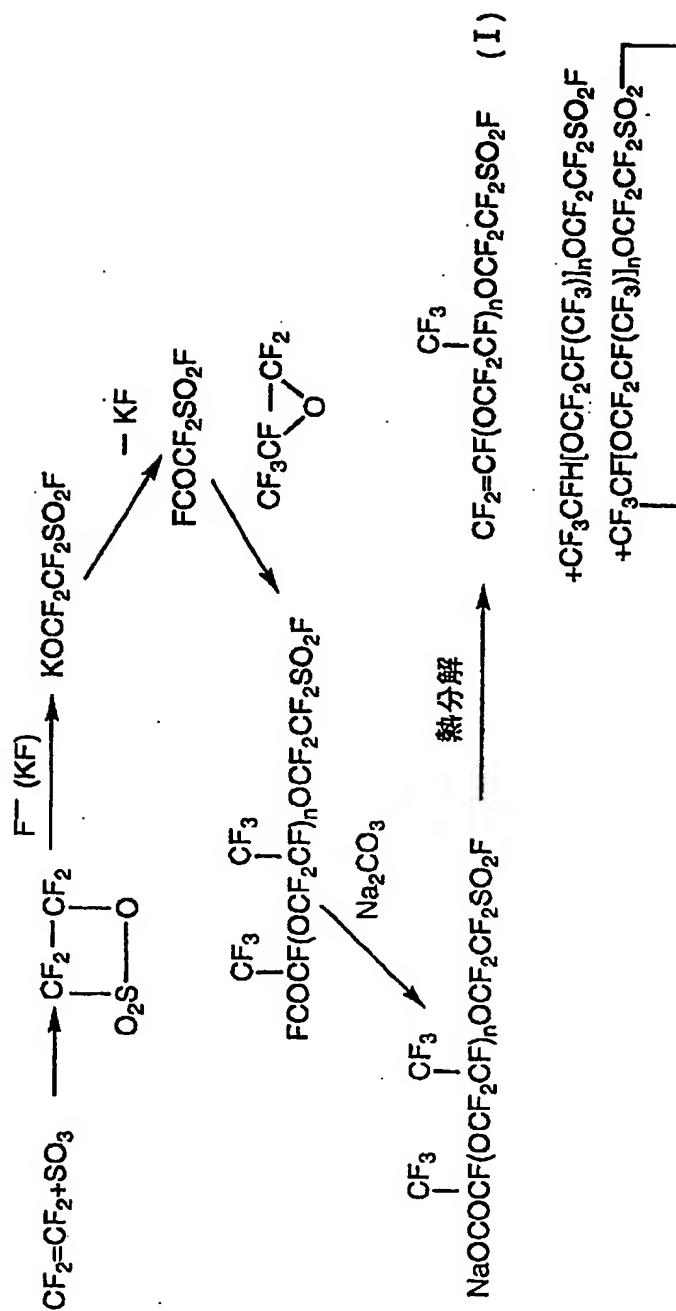 CF₂=CF₂+SO₃
CF₂—CF₂
O₂S—O
F⁻ (KF)
KOCF₂CF₂SO₂F
− KF
FCOCF₂SO₂F
CF₃CF—CF₂
O
CF₃ CF₃
FCOCF(OCF₂CF)ₙOCF₂CF₂SO₂F
Na₂CO₃
CF₃ CF₃
NaOCOCF(OCF₂CF)ₙOCF₂CF₂SO₂F
熱分解
CF₃
CF₂=CF(OCF₂CF)ₙOCF₂CF₂SO₂F (I)
+CF₃CFH[OCF₂CF(CF₃)]ₙOCF₂CF₂SO₂F
+CF₃CF[OCF₂CF(CF₃)]ₙOCF₂CF₂SO₂